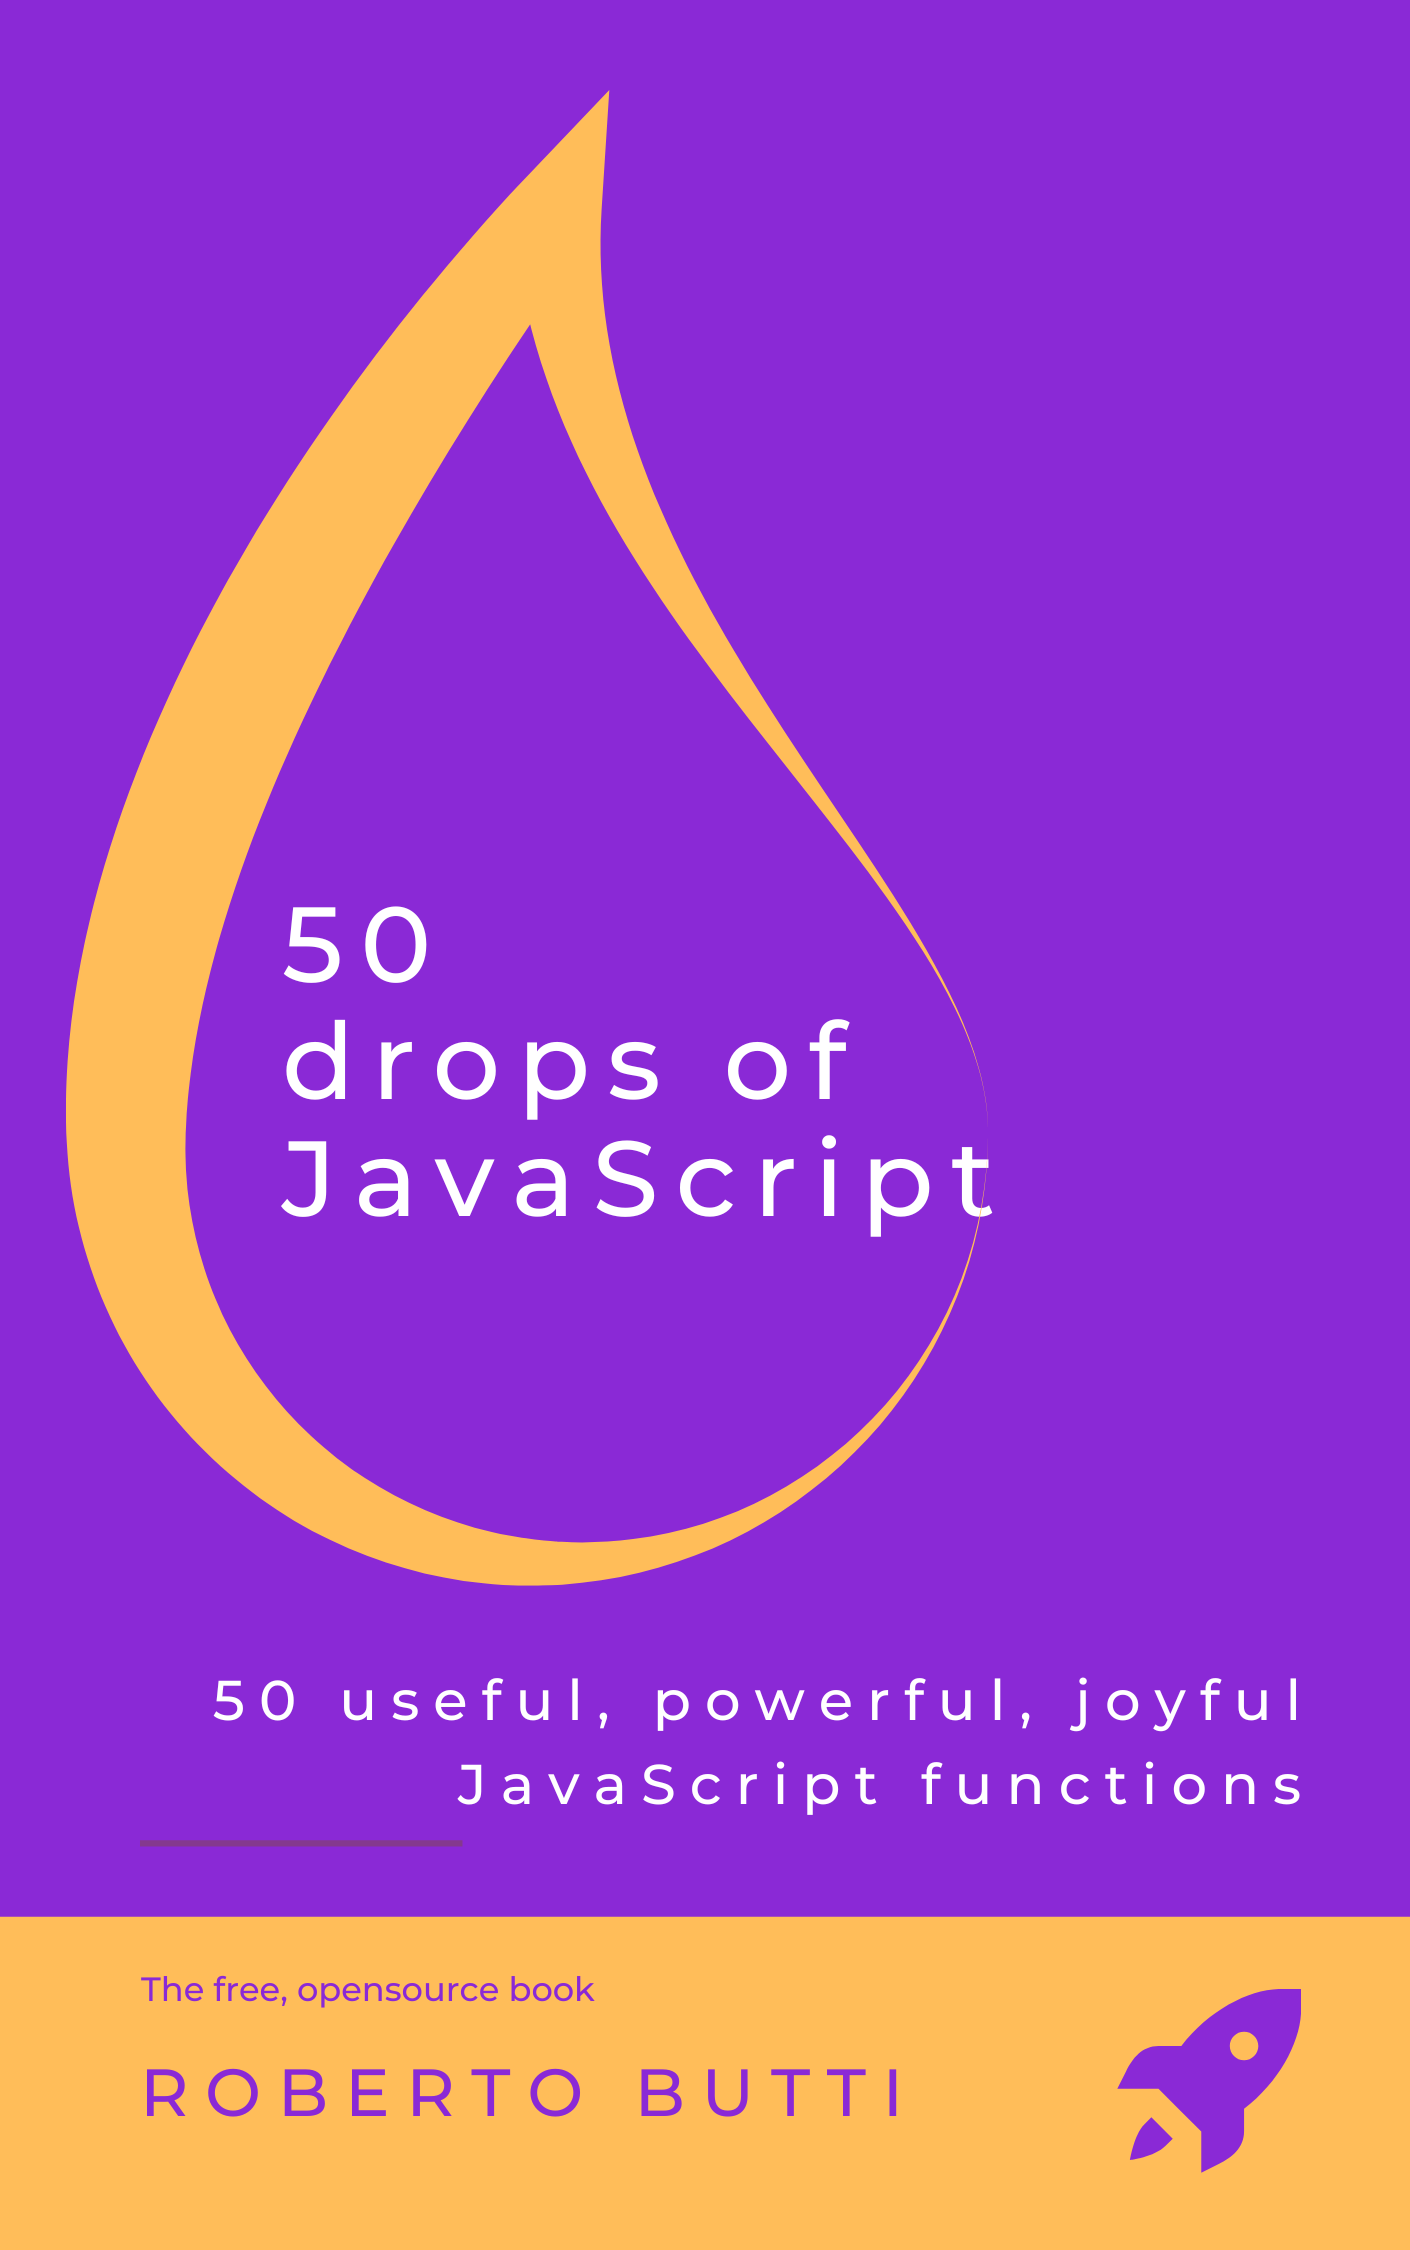 50
drops of
JavaScript
50 useful, powerful, joyful
JavaScript functions
The free, opensource book
ROBERTO BUTTI